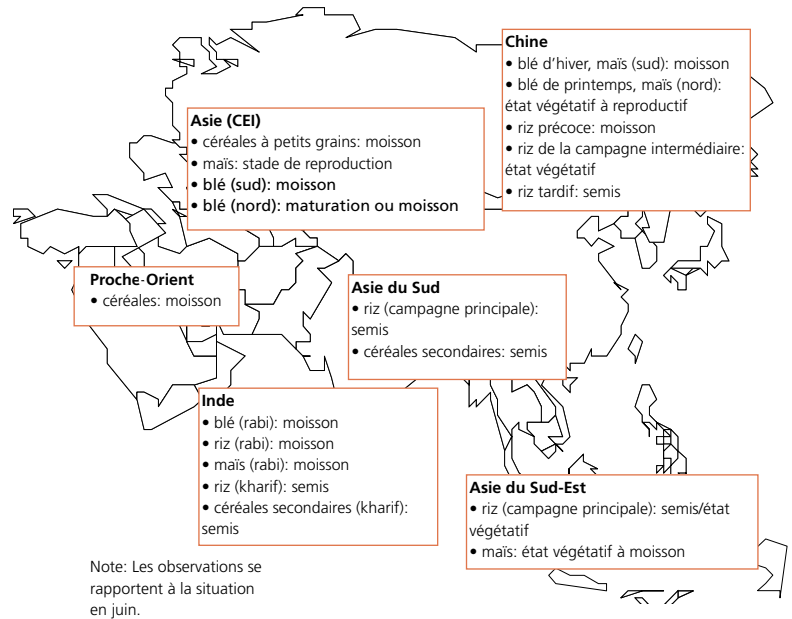 Chine
• blé d'hiver, maïs (sud): moisson
• blé de printemps, maïs (nord):
état végétatif à reproductif
• riz précoce: moisson
• riz de la campagne intermédiaire:
état végétatif
• riz tardif: semis
Asie (CEI)
• céréales à petits grains: moisson
• maïs: stade de reproduction
• blé (sud): moisson
• blé (nord): maturation ou moisson
Proche-Orient
• céréales: moisson
Asie du Sud
• riz (campagne principale):
semis
• céréales secondaires: semis
Inde
• blé (rabi): moisson
• riz (rabi): moisson
• maïs (rabi): moisson
• riz (kharif): semis
• céréales secondaires (kharif):
semis
Asie du Sud-Est
• riz (campagne principale): semis/état
végétatif
• maïs: état végétatif à moisson
Note: Les observations se
rapportent à la situation
en juin.